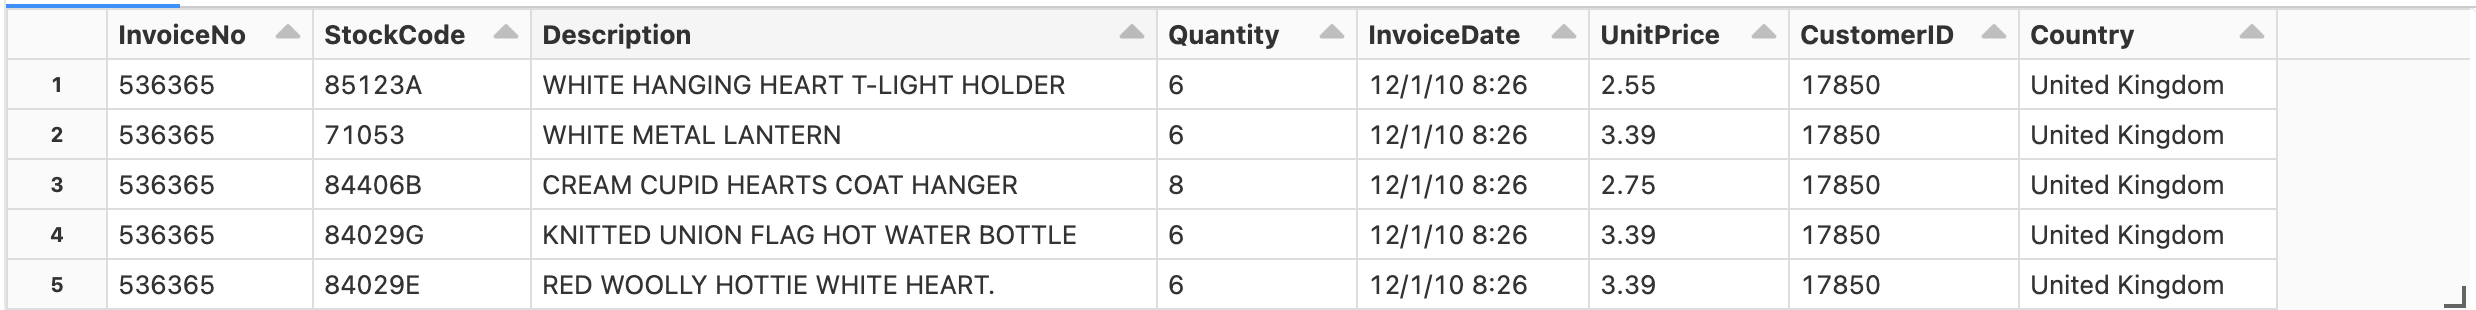 InvoiceNo StockCode Description Quantity InvoiceDate UnitPrice CustomerID Country
1 536365 85123A WHITE HANGING HEART T-LIGHT HOLDER 6 12/1/10 8:26 2.55 17850 United Kingdom
2 536365 71053 WHITE METAL LANTERN 6 12/1/10 8:26 3.39 17850 United Kingdom
3 536365 84406B CREAM CUPID HEARTS COAT HANGER 8 12/1/10 8:26 2.75 17850 United Kingdom
4 536365 84029G KNITTED UNION FLAG HOT WATER BOTTLE 6 12/1/10 8:26 3.39 17850 United Kingdom
5 536365 84029E RED WOOLLY HOTTIE WHITE HEART. 6 12/1/10 8:26 3.39 17850 United Kingdom